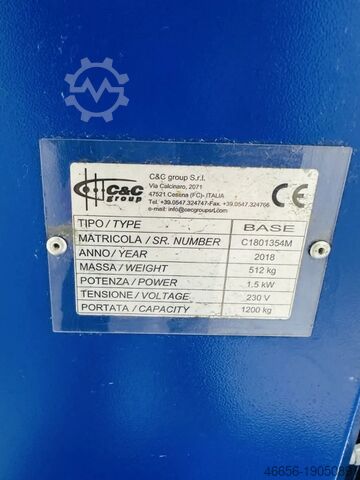 C&C group
C&C group S.r.l.
Via Calcinaro, 2071
47521 Cesena (FC)- ITALIA
Tel. +39.0547.324747-Fax. +39.0547.324766
e-mail: info@cecgroupsrl.com
CE
TIPO / TYPE BASE
MATRICOLA / SR. NUMBER C1801354M
ANNO / YEAR 2018
MASSA / WEIGHT 512 kg
POTENZA / POWER 1.5 kW
TENSIONE / VOLTAGE 230 V
PORTATA / CAPACITY 1200 kg